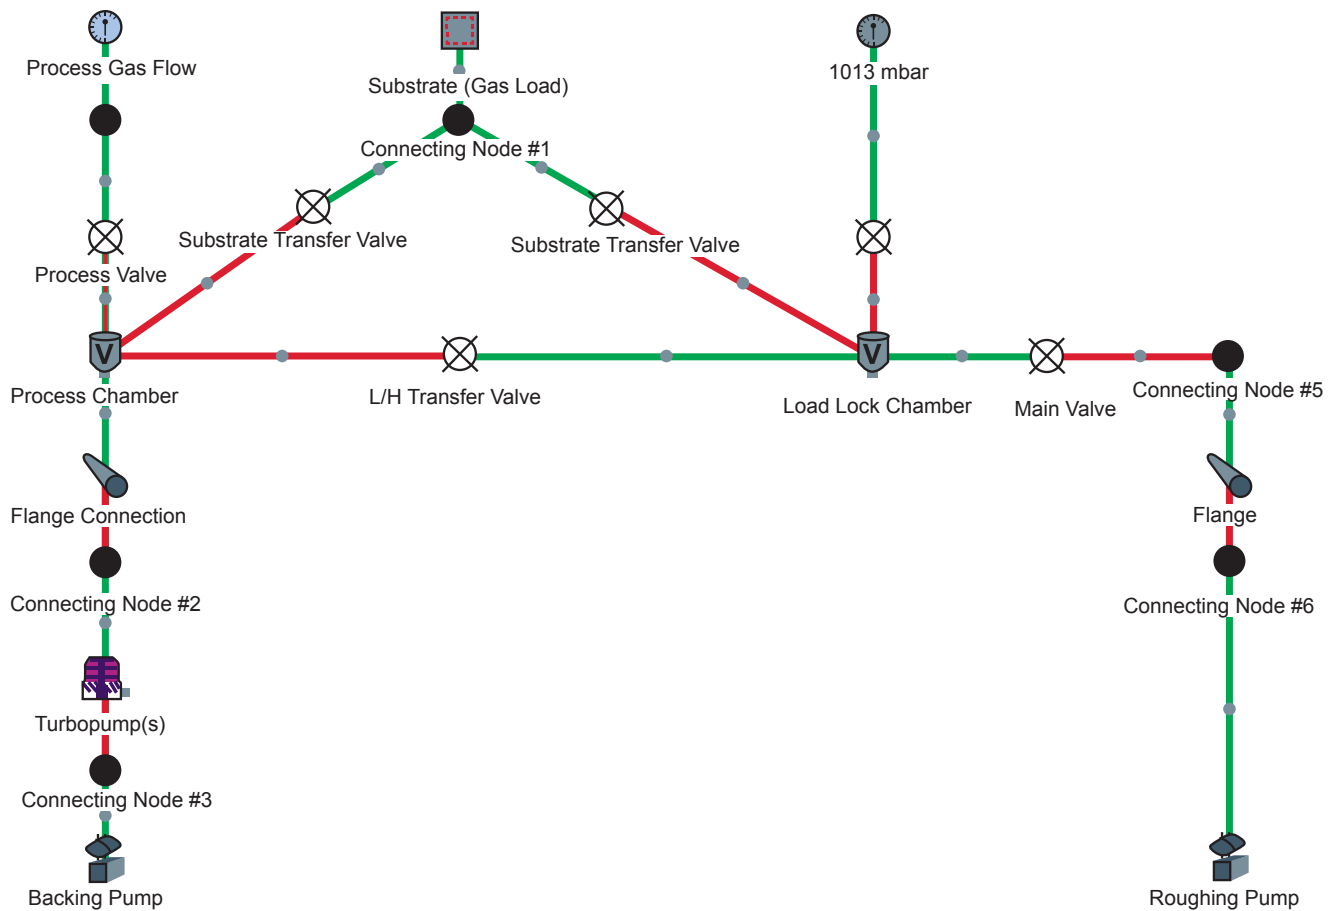 Process Gas Flow
Substrate (Gas Load)
1013 mbar
Connecting Node #1
Substrate Transfer Valve
Substrate Transfer Valve
Process Valve
V
V
Process Chamber
L/H Transfer Valve
Load Lock Chamber
Main Valve
Connecting Node #5
Flange Connection
Flange
Connecting Node #2
Connecting Node #6
Turbopump(s)
Connecting Node #3
Backing Pump
Roughing Pump